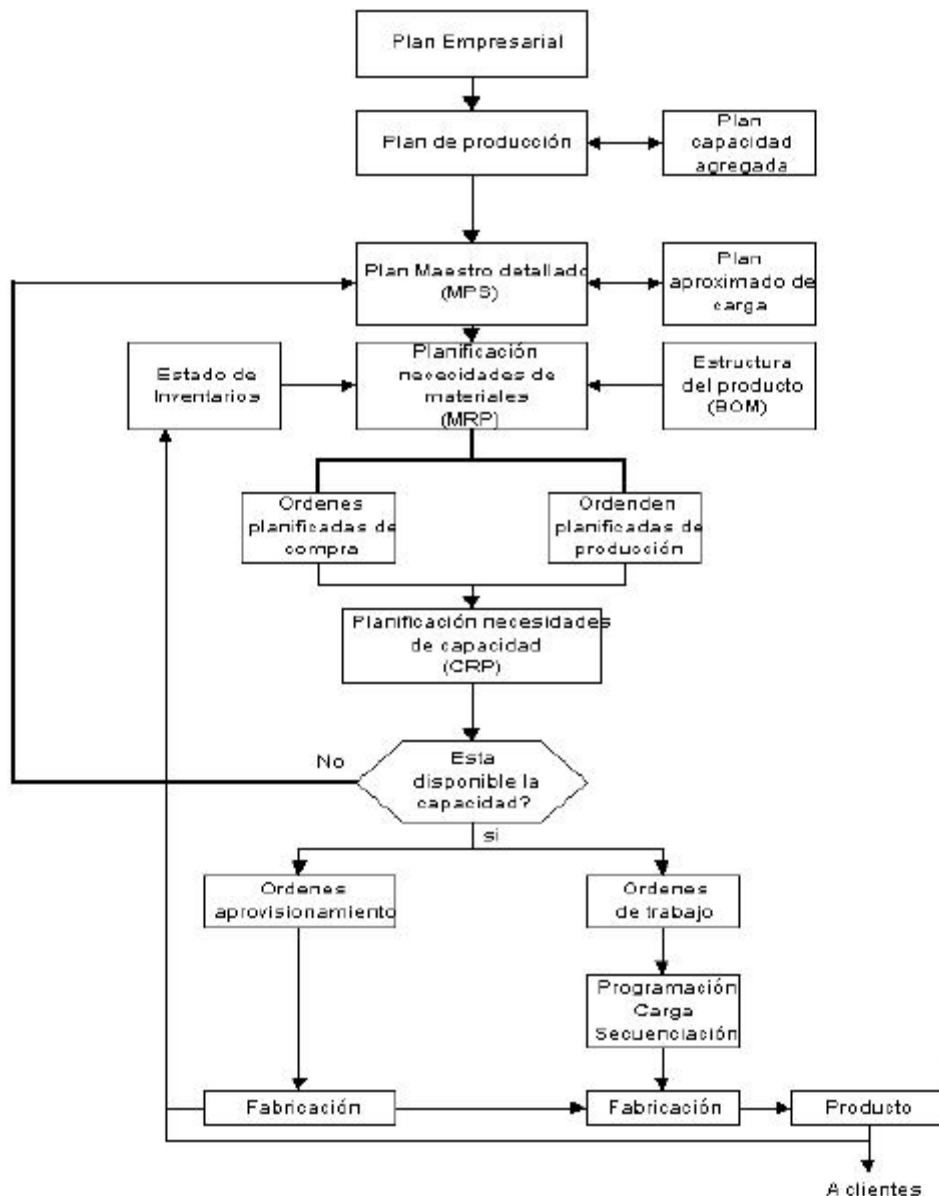 Plan Empresarial
Plan de producción
Plan
capacidad
agregada
Plan Maestro detallado
(MPS)
Plan
aproximado de
carga
Estado de
Inventarios
Planificación
nececidades de
materiales
(MRP)
Estructura
del producto
(BOM)
Ordenes
planificadas de
compra
Ordenden
planificadas de
producción
Planificación necesidades
de capacidad
(CRP)
No
Esta
disponible la
capacidad?
si
Ordenes
aprovisionamiento
Ordenes
de trabajo
Programación
Carga
Secuenciación
Fabricación
Fabricación
Producto
A clientes